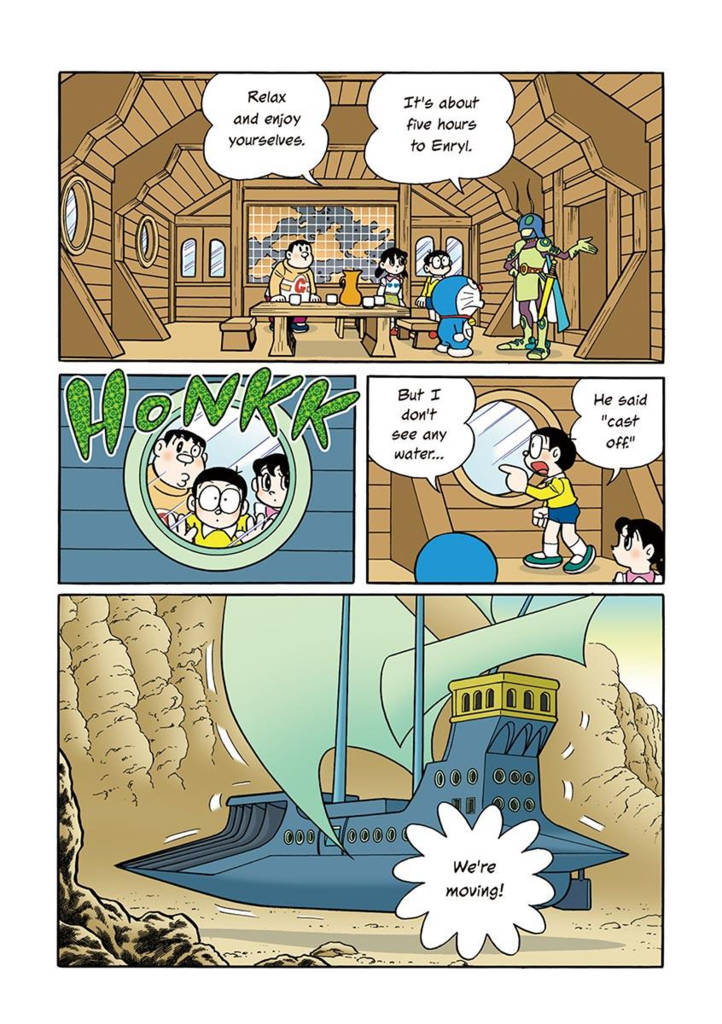 Relax
and enjoy
yourselves.
It's about
five hours
to Enryl.
G
HONKK
But I
don't
see any
water...
He said
"cast
off."
We're
moving!